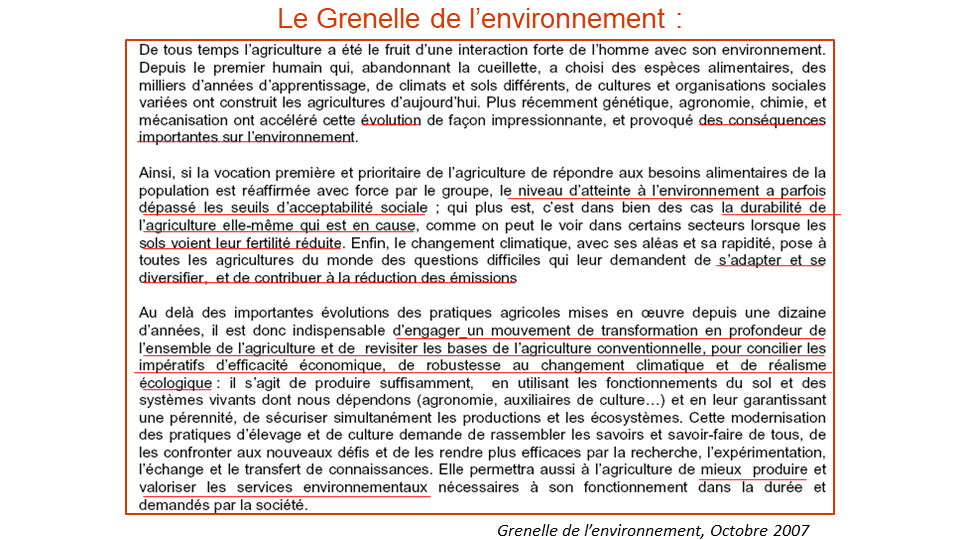 Le Grenelle de l’environnement :
De tous temps l’agriculture a été le fruit d’une interaction forte de l’homme avec son environnement.
Depuis le premier humain qui, abandonnant la cueillette, a choisi des espèces alimentaires, des
milliers d’années d’apprentissage, de climats et sols différents, de cultures et organisations sociales
variées ont construit les agricultures d’aujourd’hui. Plus récemment génétique, agronomie, chimie, et
mécanisation ont accéléré cette évolution de façon impressionnante, et provoqué des conséquences
importantes sur l’environnement.
Ainsi, si la vocation première et prioritaire de l’agriculture de répondre aux besoins alimentaires de la
population est réaffirmée avec force par le groupe, le niveau d’atteinte à l’environnement a parfois
dépassé les seuils d’acceptabilité sociale ; qui plus est, c’est dans bien des cas la durabilité de
l’agriculture elle-même qui est en cause, comme on peut le voir dans certains secteurs lorsque les
sols voient leur fertilité réduite. Enfin, le changement climatique, avec ses aléas et sa rapidité, pose à
toutes les agricultures du monde des questions difficiles qui leur demandent de s’adapter et se
diversifier, et de contribuer à la réduction des émissions
Au delà des importantes évolutions des pratiques agricoles mises en œuvre depuis une dizaine
d’années, il est donc indispensable d’engager un mouvement de transformation en profondeur de
l’ensemble de l’agriculture et de revisiter les bases de l’agriculture conventionnelle, pour concilier les
impératifs d’efficacité économique, de robustesse au changement climatique et de réalisme
écologique : il s’agit de produire suffisamment, en utilisant les fonctionnements du sol et des
systèmes vivants dont nous dépendons (agronomie, auxiliaires de culture…) et en leur garantissant
une pérennité, de sécuriser simultanément les productions et les écosystèmes. Cette modernisation
des pratiques d’élevage et de culture demande de rassembler les savoirs et savoir-faire de tous, de
les confronter aux nouveaux défis et de les rendre plus efficaces par la recherche, l’expérimentation,
l’échange et le transfert de connaissances. Elle permettra aussi à l’agriculture de mieux produire et
valoriser les services environnementaux nécessaires à son fonctionnement dans la durée et
demandés par la société.
Grenelle de l’environnement, Octobre 2007